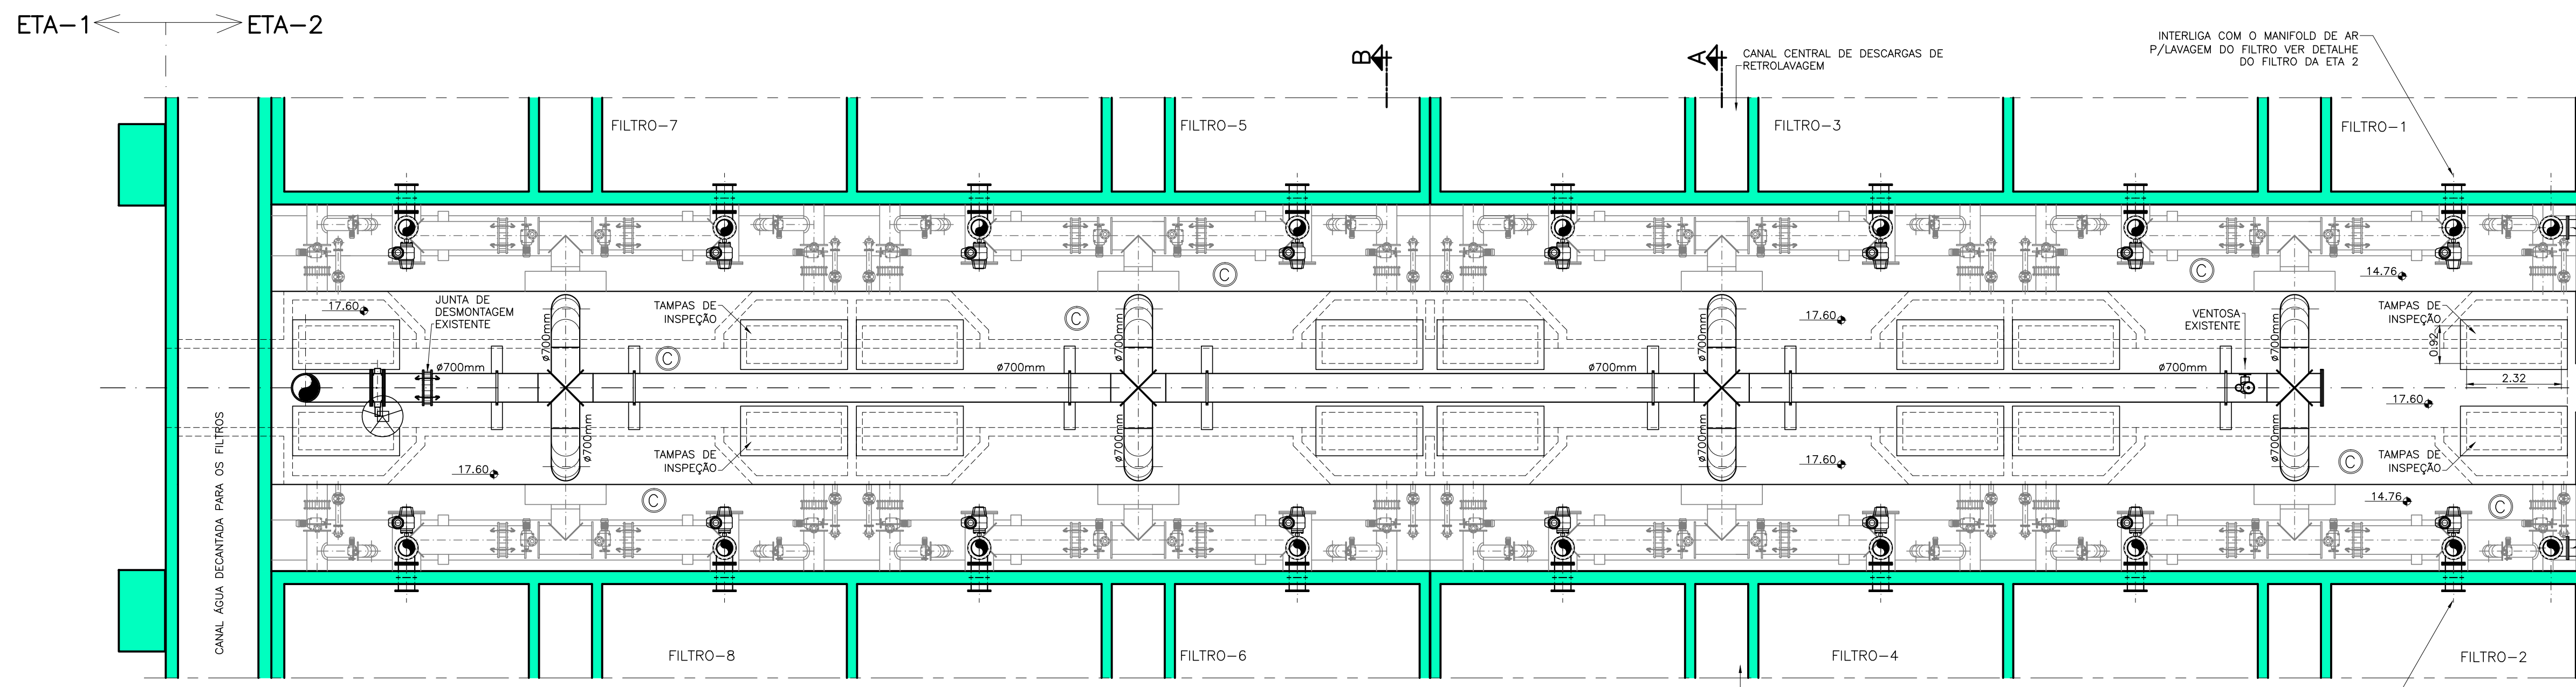 ETA-1
ETA-2
B
A
CANAL CENTRAL DE DESCARGAS DE
RETROLAVAGEM
INTERLIGA COM O MANIFOLD DE AR
P/LAVAGEM DO FILTRO VER DETALHE
DO FILTRO DA ETA 2
FILTRO-7
FILTRO-5
FILTRO-3
FILTRO-1
C
C
14.76
17.60
JUNTA DE
DESMONTAGEM
EXISTENTE
TAMPAS DE
INSPEÇÃO
C
17.60
VENTOSA
EXISTENTE
TAMPAS DE
INSPEÇÃO
0.92
C
ø700mm
ø700mm
ø700mm
ø700mm
ø700mm
ø700mm
ø700mm
ø700mm
2.32
17.60
CANAL ÁGUA DECANTADA PARA OS FILTROS
ø700mm
ø700mm
ø700mm
ø700mm
TAMPAS DE
INSPEÇÃO
17.60
17.60
C
TAMPAS DE
INSPEÇÃO
C
14.76
C
FILTRO-8
FILTRO-6
FILTRO-4
FILTRO-2